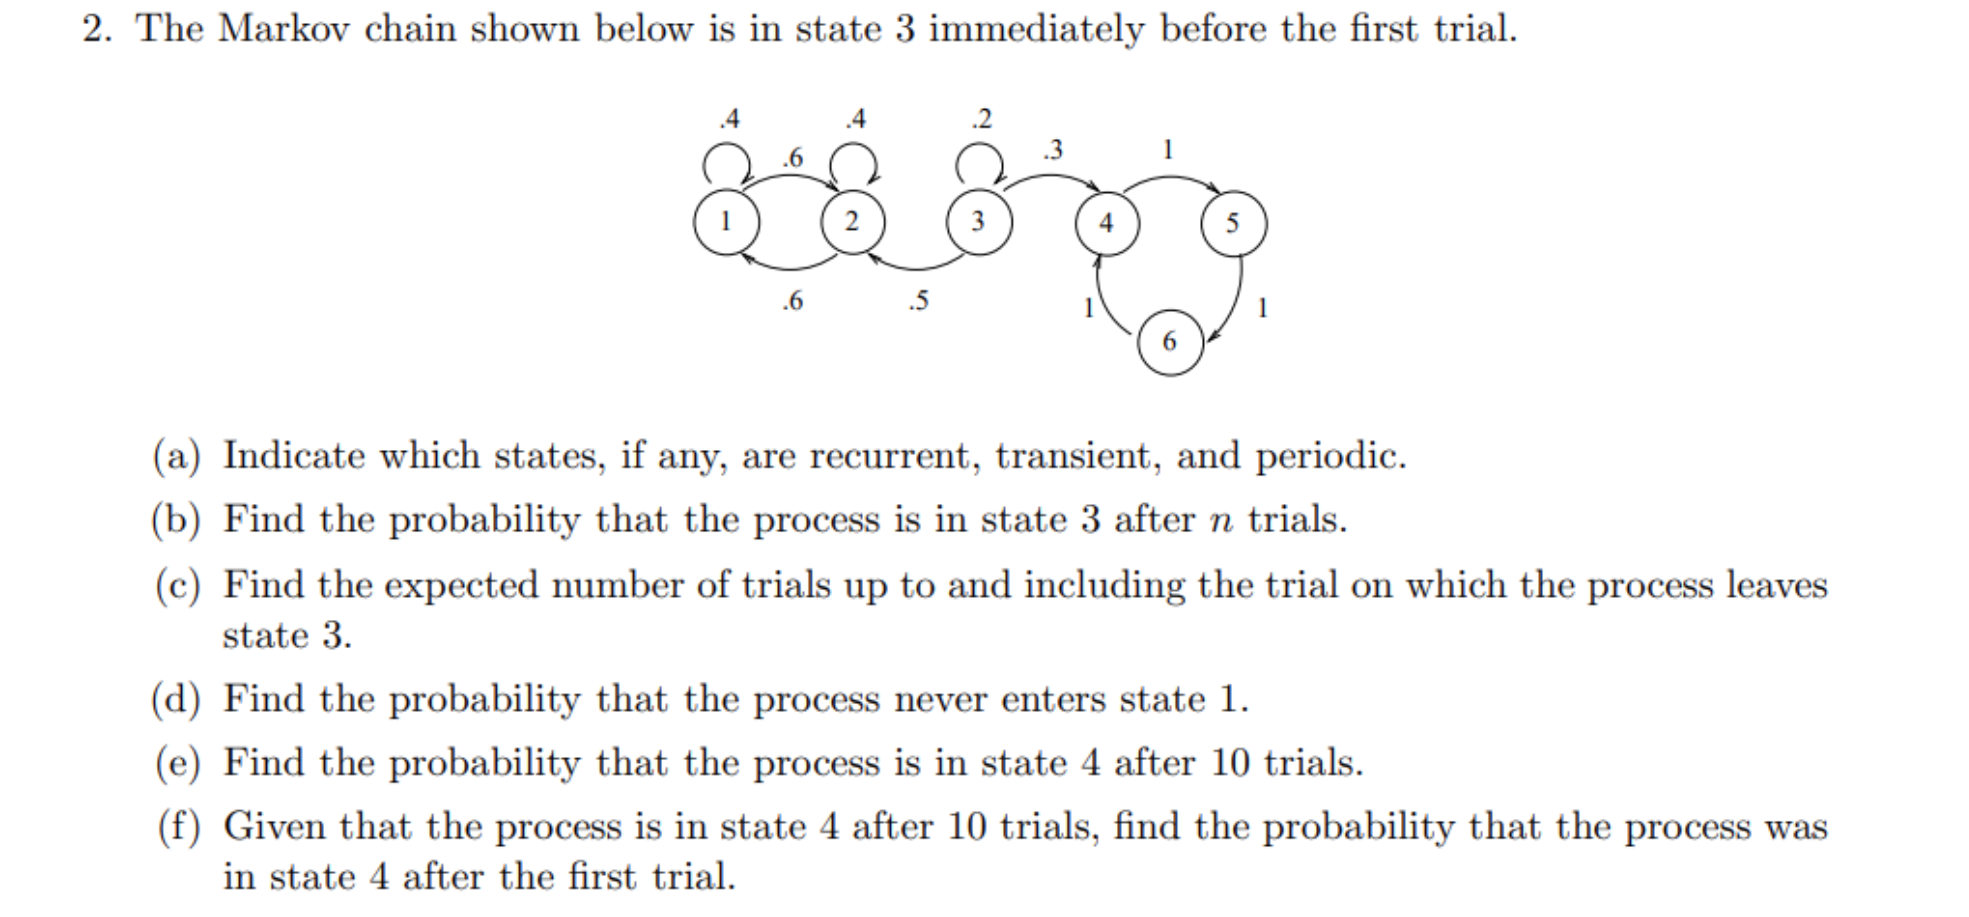 2. The Markov chain shown below is in state 3 immediately before the first trial.
.4 .4 .2
.6 .3 1
1 2 3 4 5
.6 .5 1 1
6
(a) Indicate which states, if any, are recurrent, transient, and periodic.
(b) Find the probability that the process is in state 3 after n trials.
(c) Find the expected number of trials up to and including the trial on which the process leaves
state 3.
(d) Find the probability that the process never enters state 1.
(e) Find the probability that the process is in state 4 after 10 trials.
(f) Given that the process is in state 4 after 10 trials, find the probability that the process was
in state 4 after the first trial.